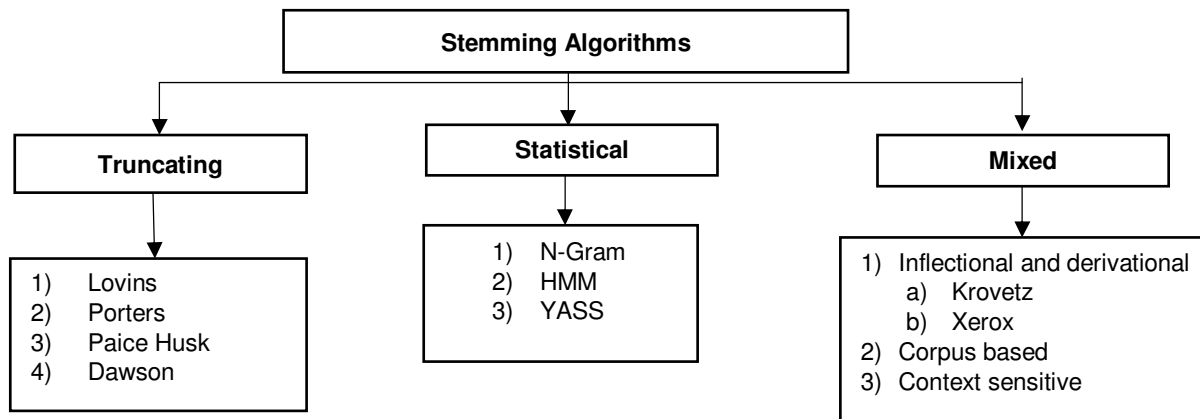 Stemming Algorithms
Truncating
Statistical
Mixed
1) Lovins
2) Porters
3) Paice Husk
4) Dawson
1) N-Gram
2) HMM
3) YASS
1) Inflectional and derivational
a) Krovetz
b) Xerox
2) Corpus based
3) Context sensitive